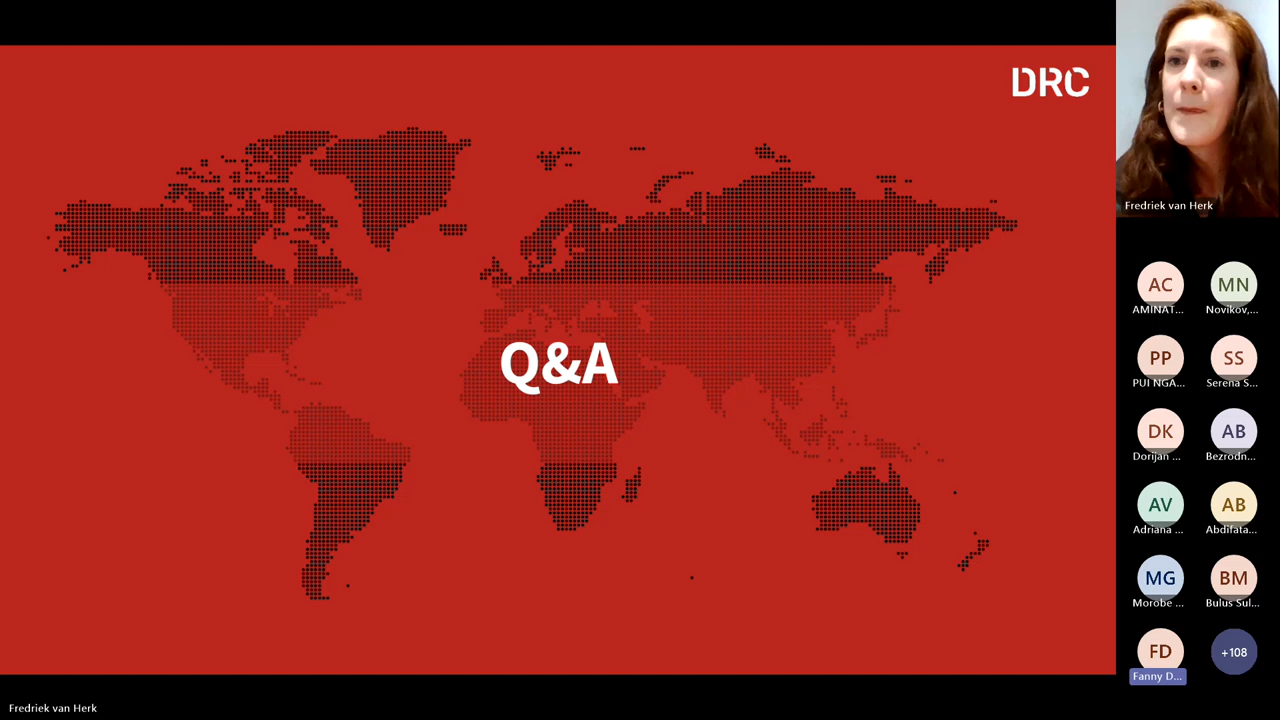 DRC
Q&A
Fredriek van Herk
AC
AMINAT...
MN
Novikov,...
PP
PUI NGA...
SS
Serena S...
DK
Dorijan ...
AB
Bezrodn...
AV
Adriana ...
AB
Abdifata...
MG
Morobe ...
BM
Bulus Sul...
FD
Fanny D...
+108
Fredriek van Herk